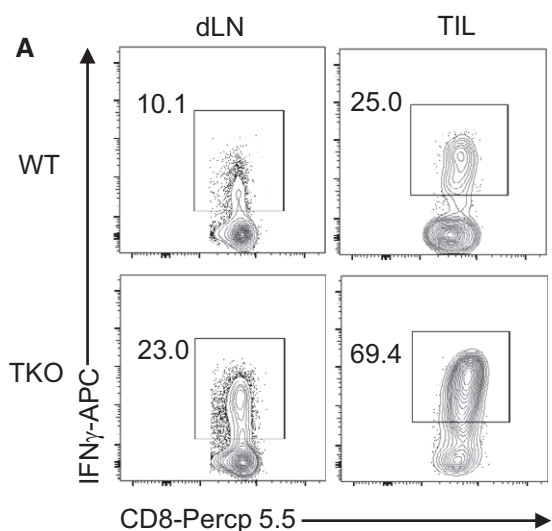 A
dLN
TIL
10.1
25.0
WT
23.0
69.4
TKO
IFNγ-APC
CD8-Percp 5.5